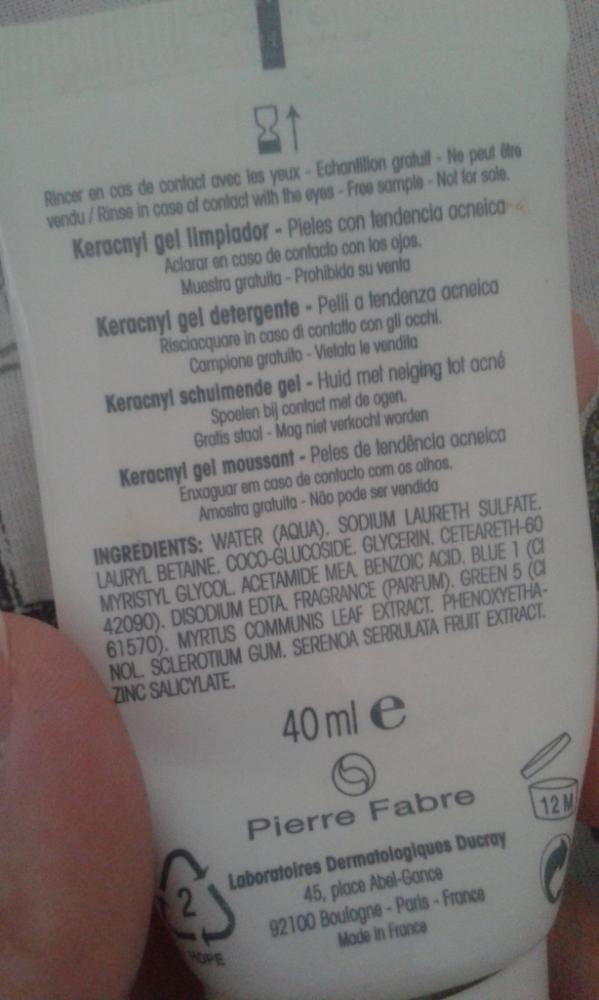 Rincer en cas de contact avec les yeux - Echantillon gratuit - Ne peut être
vendu / Rinse in case of contact with the eyes - Free sample - Not for sale.
Keracnyl gel limpiador - Pieles con tendencia acneica
Aclarar en caso de contacto con los ojos.
Muestra gratuita - Prohibida su venta
Keracnyl gel detergente - Pelli a tendenza acneica
Risciacquare in caso di contatto con gli occhi.
Campione gratuito - Vietata le vendita
Keracnyl schuimende gel - Huid met neiging tot acné
Spoelen bij contact met de ogen.
Gratis staal - Mag niet verkocht worden
Keracnyl gel moussant - Peles de tendência acneica
Enxaguar em caso de contacto com os olhos.
Amostra gratuita - Não pode ser vendida
INGREDIENTS: WATER (AQUA). SODIUM LAURETH SULFATE.
LAURYL BETAINE. COCO-GLUCOSIDE. GLYCERIN. CETEARETH-60
MYRISTYL GLYCOL. ACETAMIDE MEA. BENZOIC ACID. BLUE 1 (CI
42090). DISODIUM EDTA. FRAGRANCE (PARFUM). GREEN 5 (CI
61570). MYRTUS COMMUNIS LEAF EXTRACT. PHENOXYETHA-
NOL. SCLEROTIUM GUM. SERENOA SERRULATA FRUIT EXTRACT.
ZINC SALICYLATE.
40 ml e
Pierre Fabre
12 M
Laboratoires Dermatologiques Ducray
45, place Abel-Gance
92100 Boulogne - Paris - France
Made in France
2
HDPE